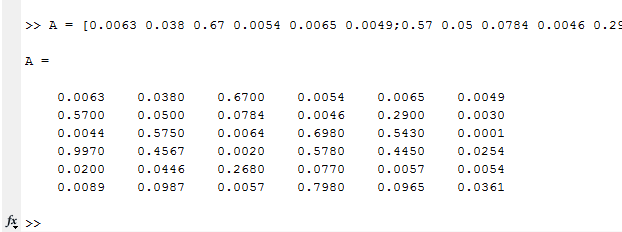 >> A = [0.0063 0.038 0.67 0.0054 0.0065 0.0049;0.57 0.05 0.0784 0.0046 0.29
A =
0.0063 0.0380 0.6700 0.0054 0.0065 0.0049
0.5700 0.0500 0.0784 0.0046 0.2900 0.0030
0.0044 0.5750 0.0064 0.6980 0.5430 0.0001
0.9970 0.4567 0.0020 0.5780 0.4450 0.0254
0.0200 0.0446 0.2680 0.0770 0.0057 0.0054
0.0089 0.0987 0.0057 0.7980 0.0965 0.0361
fx >>